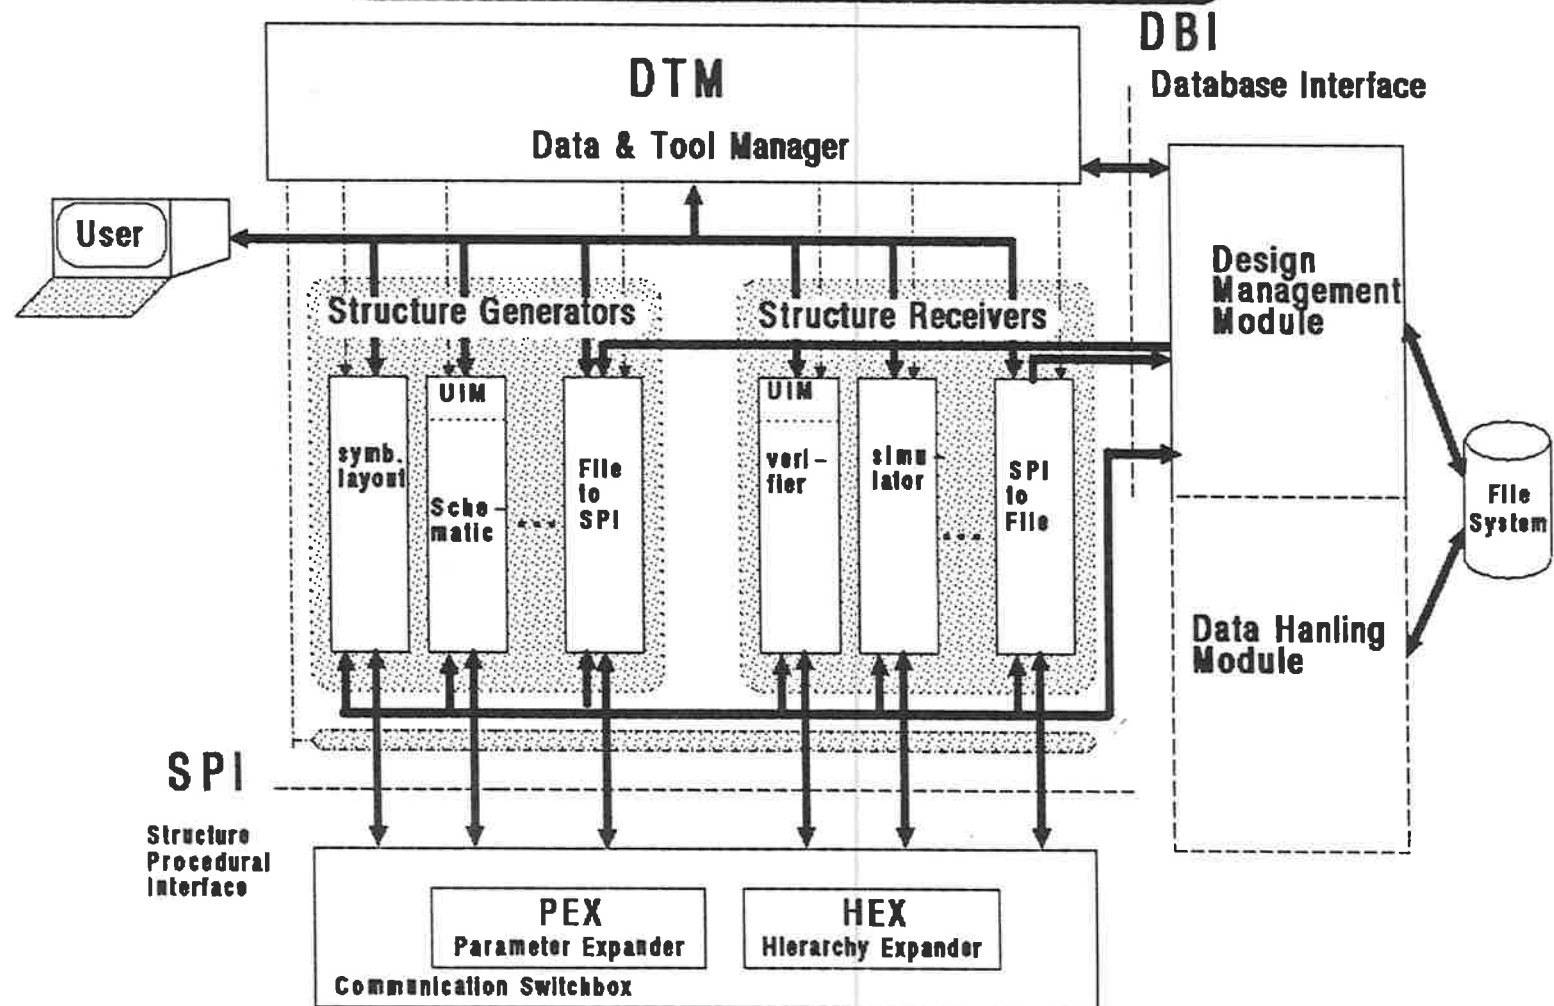 DBI
Database Interface
DTM
Data & Tool Manager
User
Design
Management
Module
Structure Generators
Structure Receivers
symb.
layout
UIM
Sche-
matic
...
File
to
SPI
UIM
veri-
fier
simu-
lator
...
SPI
to
File
File
System
Data Hanling
Module
SPI
Structure
Procedural
Interface
PEX
Parameter Expander
HEX
Hierarchy Expander
Communication Switchbox